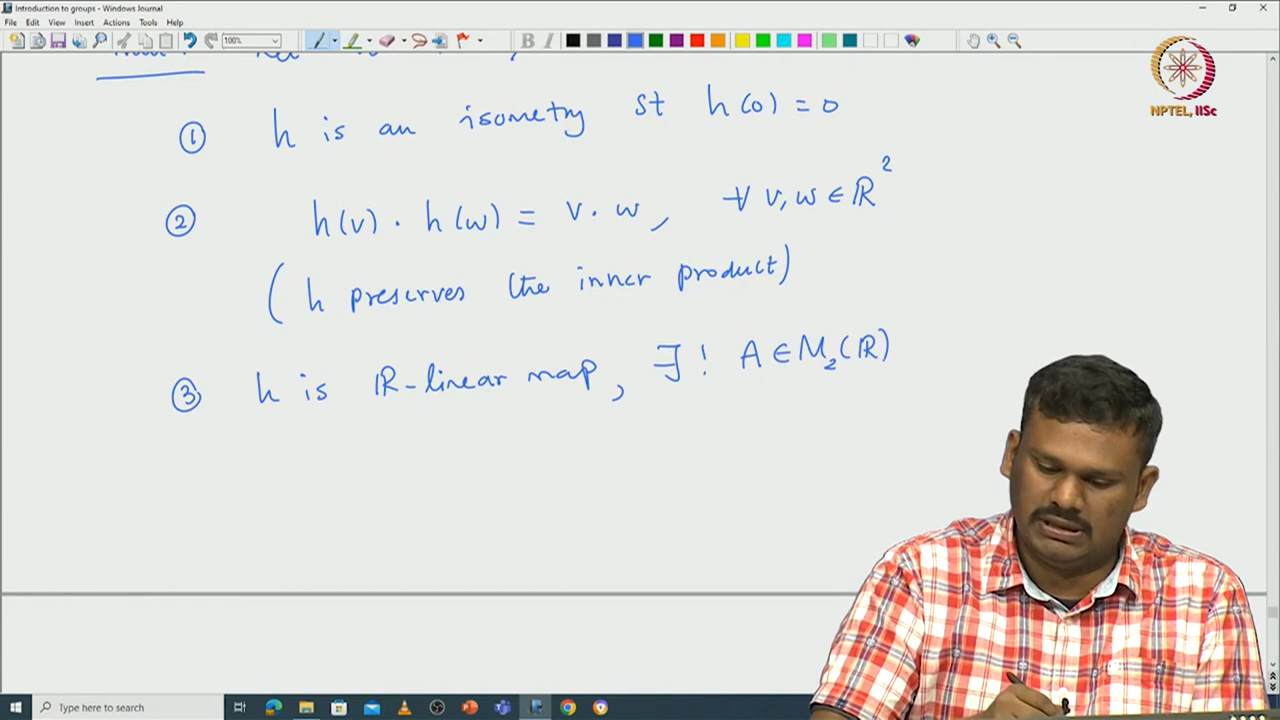 Introduction to groups - Windows Journal
File Edit View Insert Actions Tools Help
100%
B I
NPTEL, IISc
① h is an isometry st h(0) = 0
② h(v) . h(w) = v . w, ∀ v, w ∈ ℝ²
(h preserves the inner product)
③ h is ℝ-linear map, ∃! A ∈ M₂(ℝ)
Type here to search